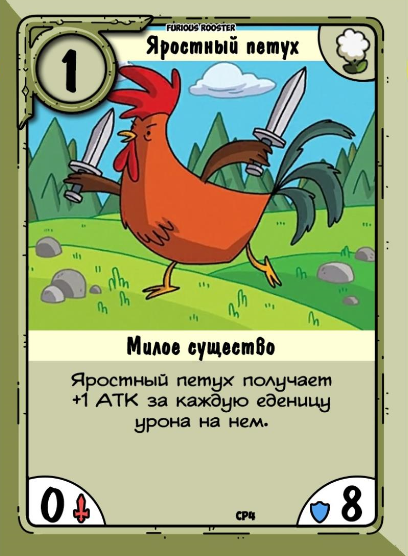 FURIOUS ROOSTER
Яростный петух
1
Милое существо
Яростный петух получает
+1 АТК за каждую еденицу
урона на нем.
0
CP4
8